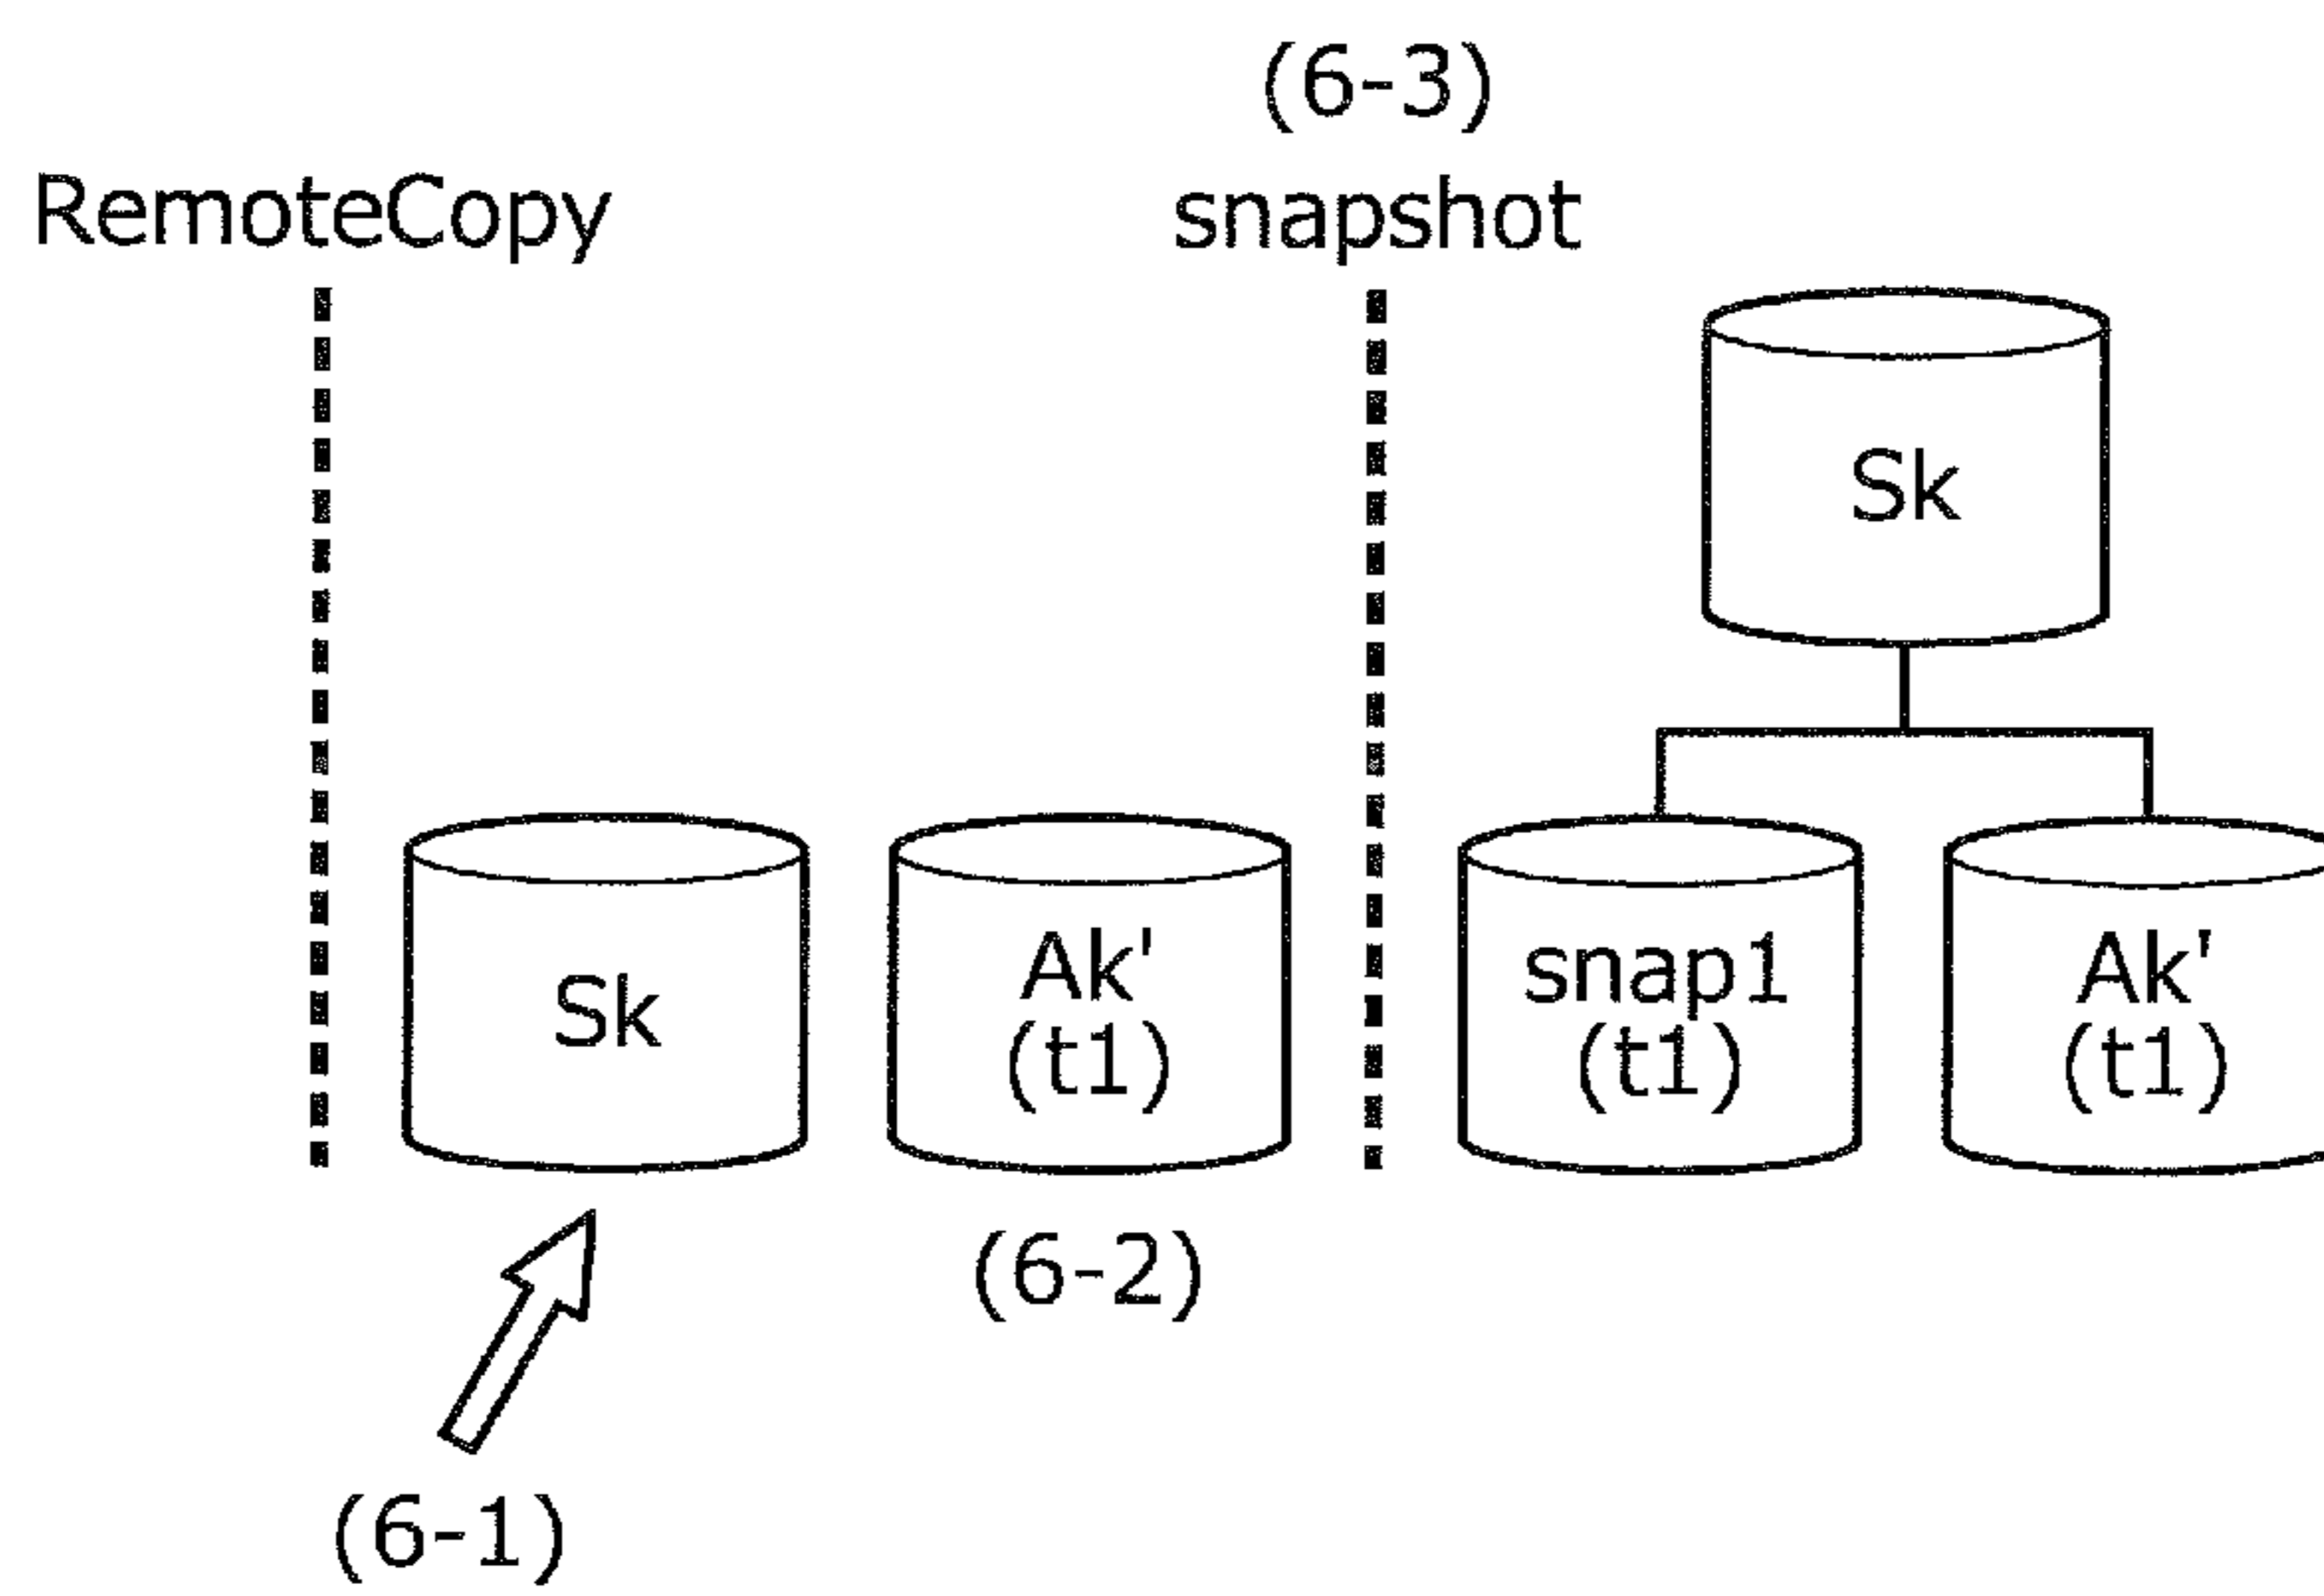 (6-3)
RemoteCopy
snapshot
Sk
Sk
Ak'
(t1)
snap1
(t1)
Ak'
(t1)
(6-2)
(6-1)